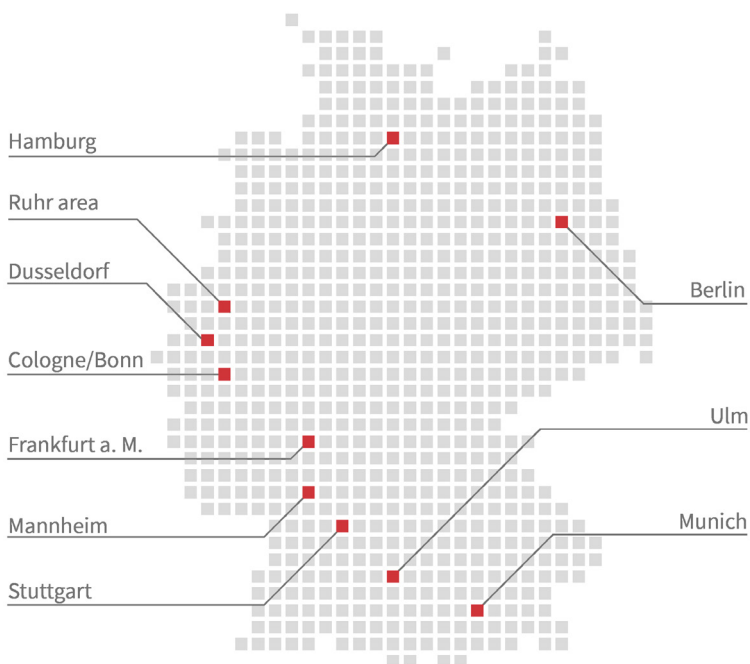 Hamburg
Ruhr area
Dusseldorf
Berlin
Cologne/Bonn
Ulm
Frankfurt a. M.
Mannheim
Munich
Stuttgart